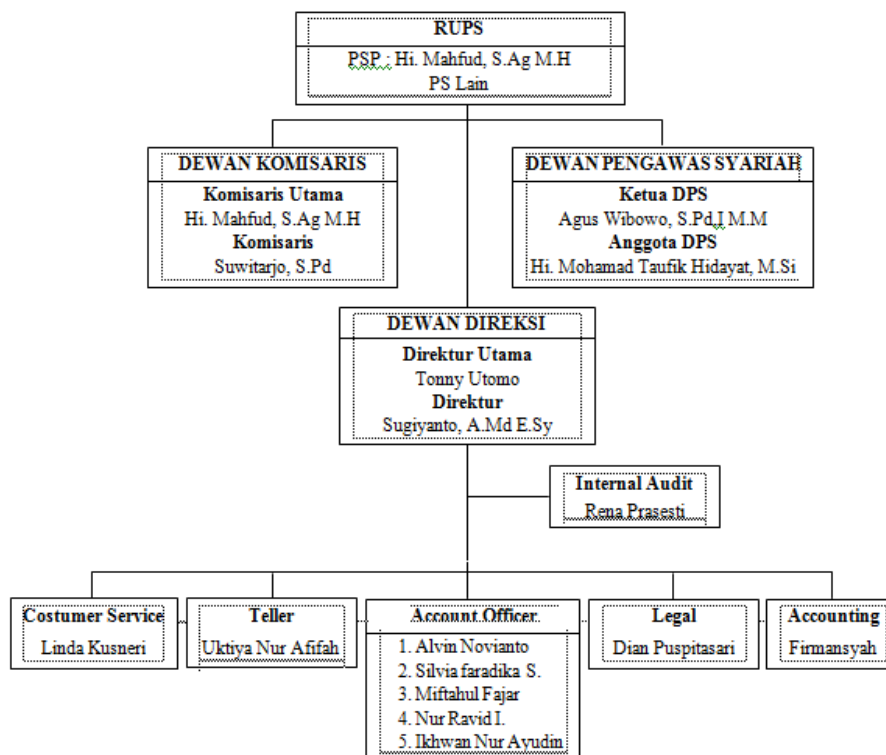 RUPS
PSP : Hi. Mahfud, S.Ag M.H
PS Lain
DEWAN KOMISARIS
Komisaris Utama
Hi. Mahfud, S.Ag M.H
Komisaris
Suwitarjo, S.Pd
DEWAN PENGAWAS SYARIAH
Ketua DPS
Agus Wibowo, S.Pd.I M.M
Anggota DPS
Hi. Mohamad Taufik Hidayat, M.Si
DEWAN DIREKSI
Direktur Utama
Tonny Utomo
Direktur
Sugiyanto, A.Md E.Sy
Internal Audit
Rena Prasesti
Costumer Service
Linda Kusneri
Teller
Uktiya Nur Afifah
Account Officer
1. Alvin Novianto
2. Silvia faradika S.
3. Miftahul Fajar
4. Nur Ravid I.
5. Ikhwan Nur Ayudin
Legal
Dian Puspitasari
Accounting
Firmansyah